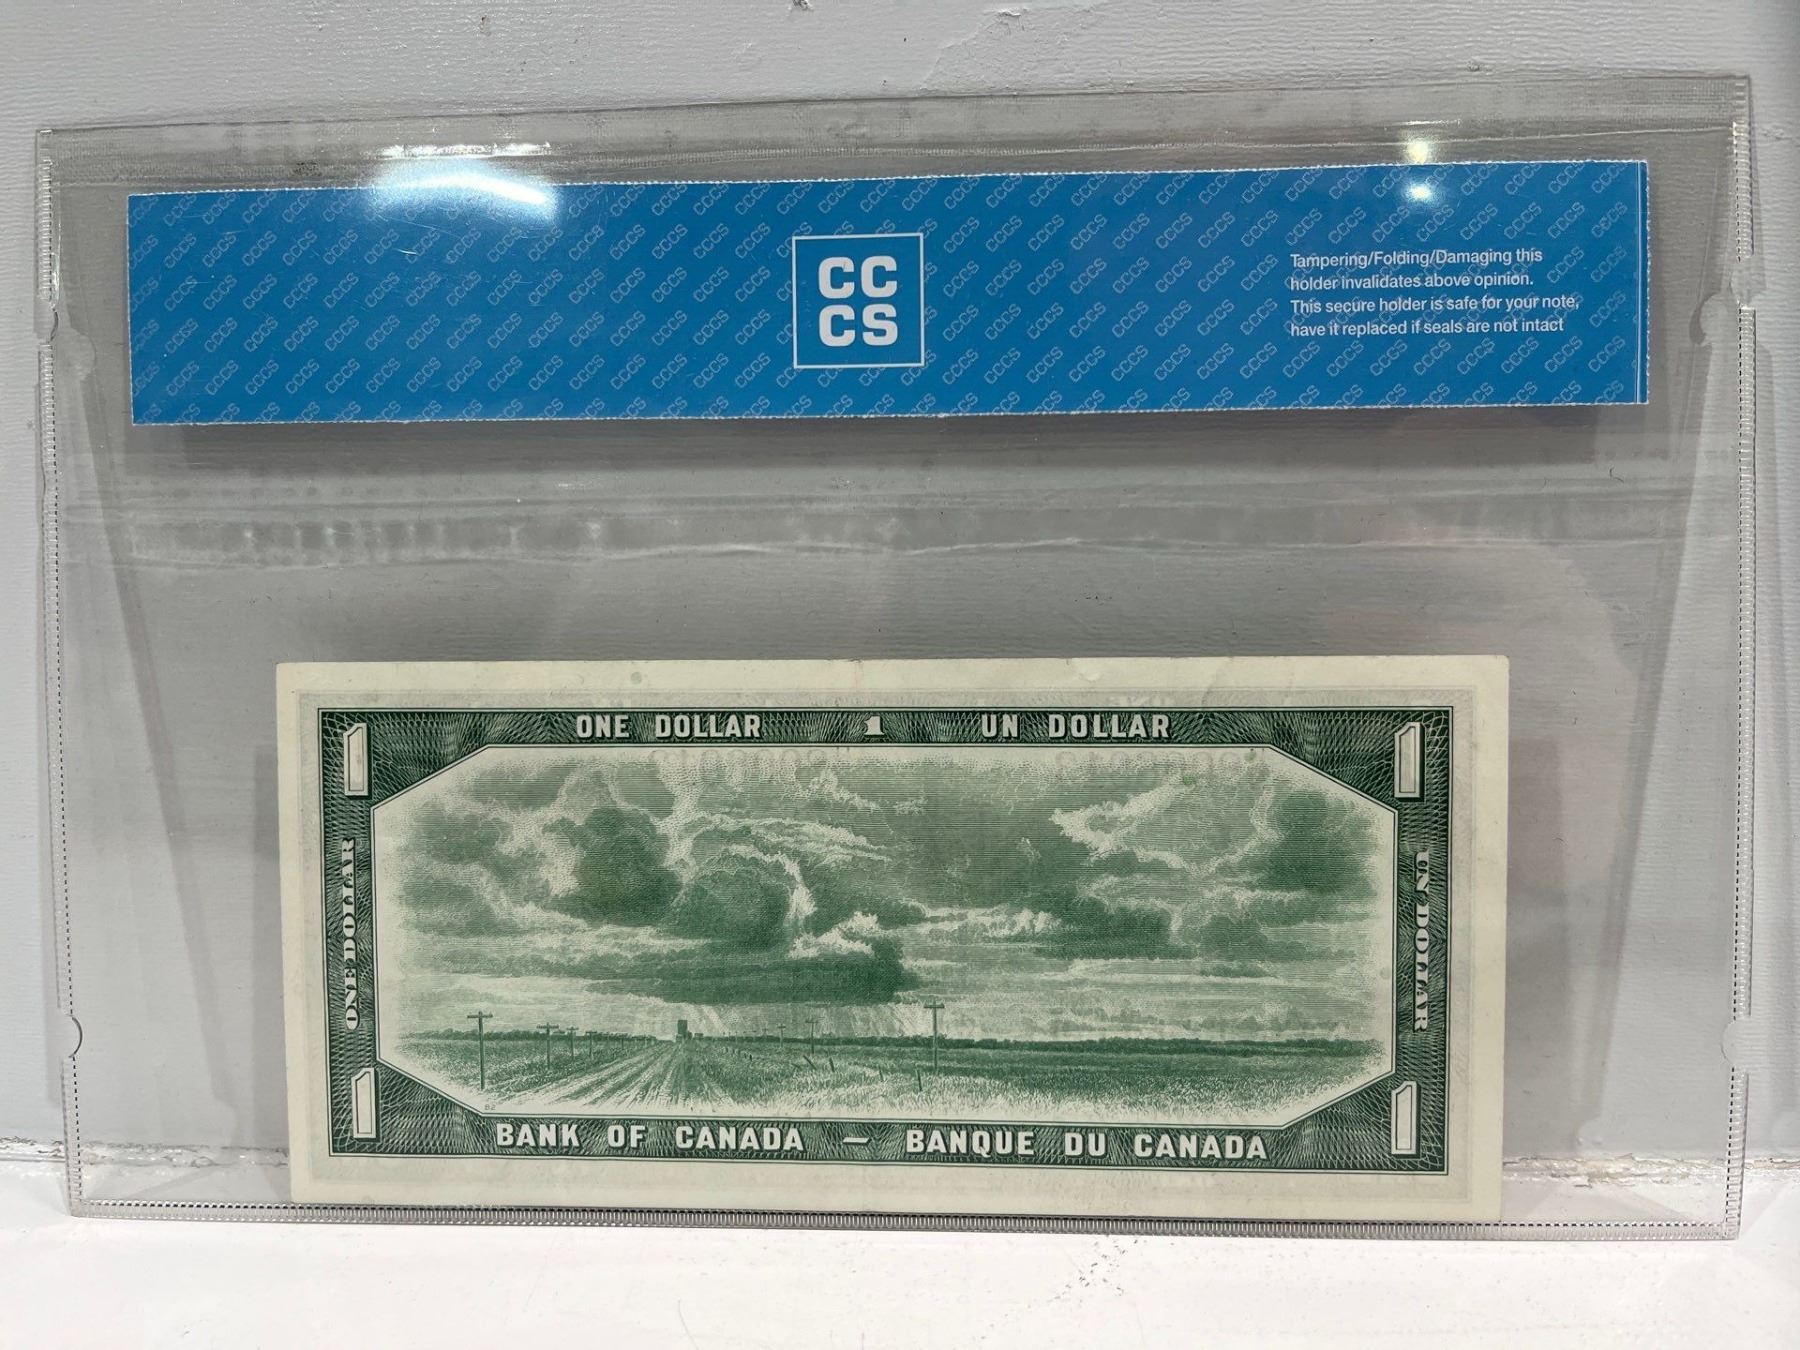 CC
CS
Tampering/Folding/Damaging this
holder invalidates above opinion.
This secure holder is safe for your note,
have it replaced if seals are not intact
ONE DOLLAR 1 UN DOLLAR
1 1
ONE DOLLAR
UN DOLLAR
1 1
BANK OF CANADA — BANQUE DU CANADA